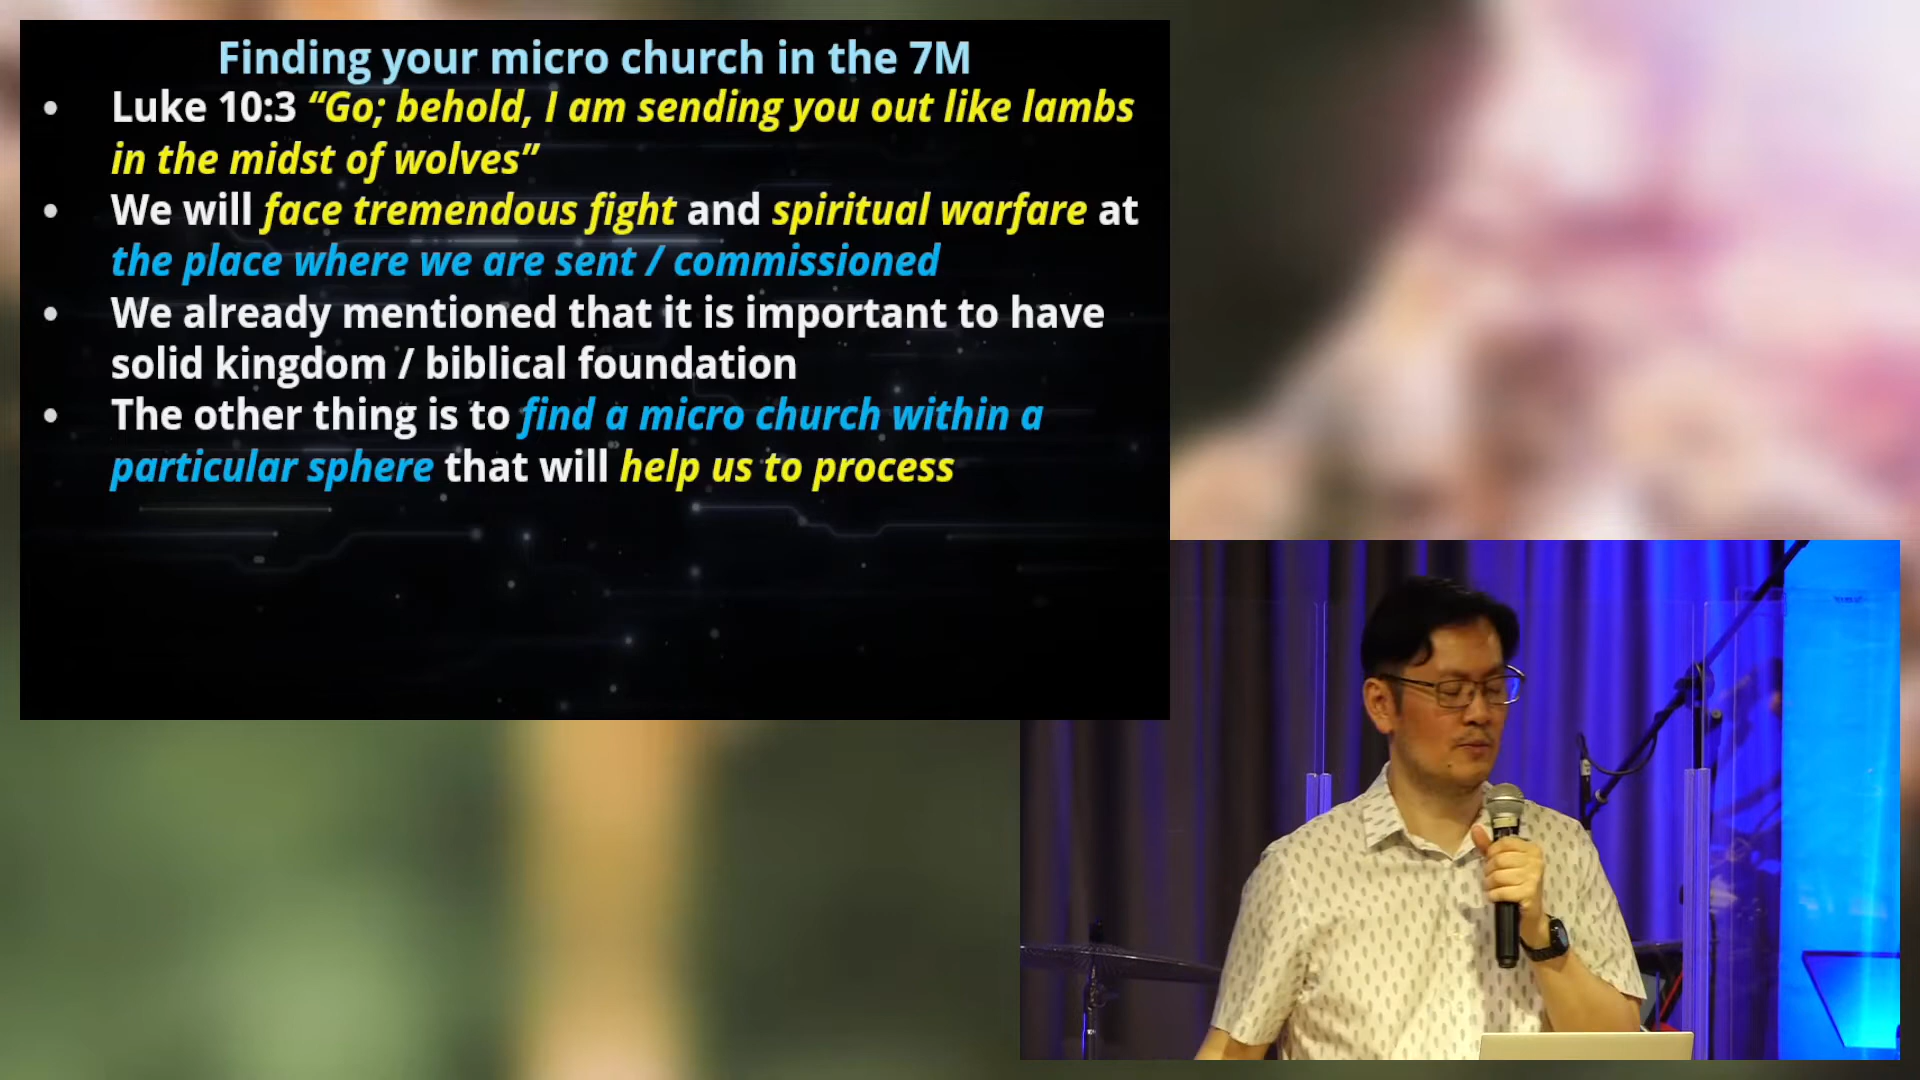 Finding your micro church in the 7M
• Luke 10:3 “Go; behold, I am sending you out like lambs
in the midst of wolves”
• We will face tremendous fight and spiritual warfare at
the place where we are sent / commissioned
• We already mentioned that it is important to have
solid kingdom / biblical foundation
• The other thing is to find a micro church within a
particular sphere that will help us to process